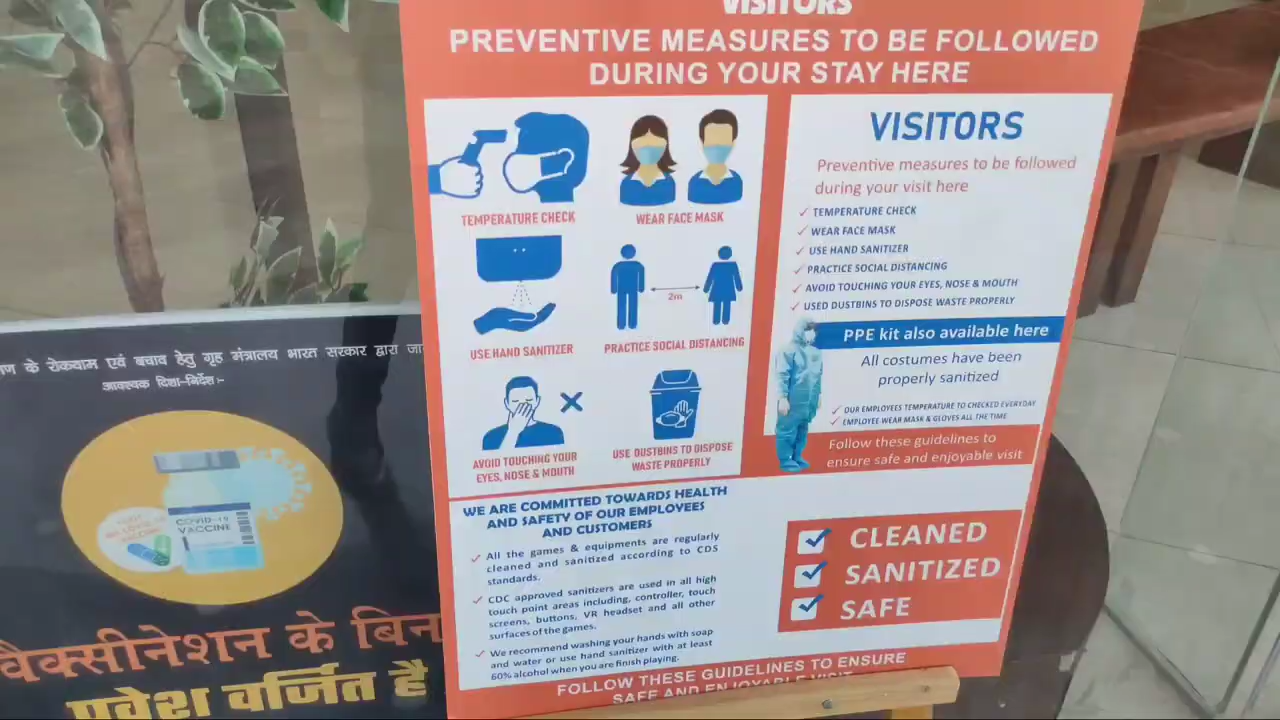 VISITORS
PREVENTIVE MEASURES TO BE FOLLOWED
DURING YOUR STAY HERE
TEMPERATURE CHECK
WEAR FACE MASK
USE HAND SANITIZER
2m
PRACTICE SOCIAL DISTANCING
AVOID TOUCHING YOUR
EYES, NOSE & MOUTH
USE DUSTBINS TO DISPOSE
WASTE PROPERLY
VISITORS
Preventive measures to be followed
during your visit here
TEMPERATURE CHECK
WEAR FACE MASK
USE HAND SANITIZER
PRACTICE SOCIAL DISTANCING
AVOID TOUCHING YOUR EYES, NOSE & MOUTH
USED DUSTBINS TO DISPOSE WASTE PROPERLY
PPE kit also available here
All costumes have been
properly sanitized
OUR EMPLOYEES TEMPERATURE TO CHECKED EVERYDAY
EMPLOYEE WEAR MASK & GLOVES ALL THE TIME
Follow these guidelines to
ensure safe and enjoyable visit
WE ARE COMMITTED TOWARDS HEALTH
AND SAFETY OF OUR EMPLOYEES
AND CUSTOMERS
All the games & equipments are regularly
cleaned and sanitized according to CDS
standards.
CDC approved sanitizers are used in all high
touch point areas including, controller, touch
screens, buttons, VR headset and all other
surfaces of the games.
We recommend washing your hands with soap
and water or use hand sanitizer with at least
60% alcohol when you are finish playing.
CLEANED
SANITIZED
SAFE
FOLLOW THESE GUIDELINES TO ENSURE
SAFE AND ENJOYABLE VISIT
के रोकथाम एवं बचाव हेतु गृह मंत्रालय भारत सरकार द्वारा
आवश्यक दिशा-निर्देश :-
COVID-19
VACCINE
वैक्सीनेशन के
प्रवेश वर्जित है